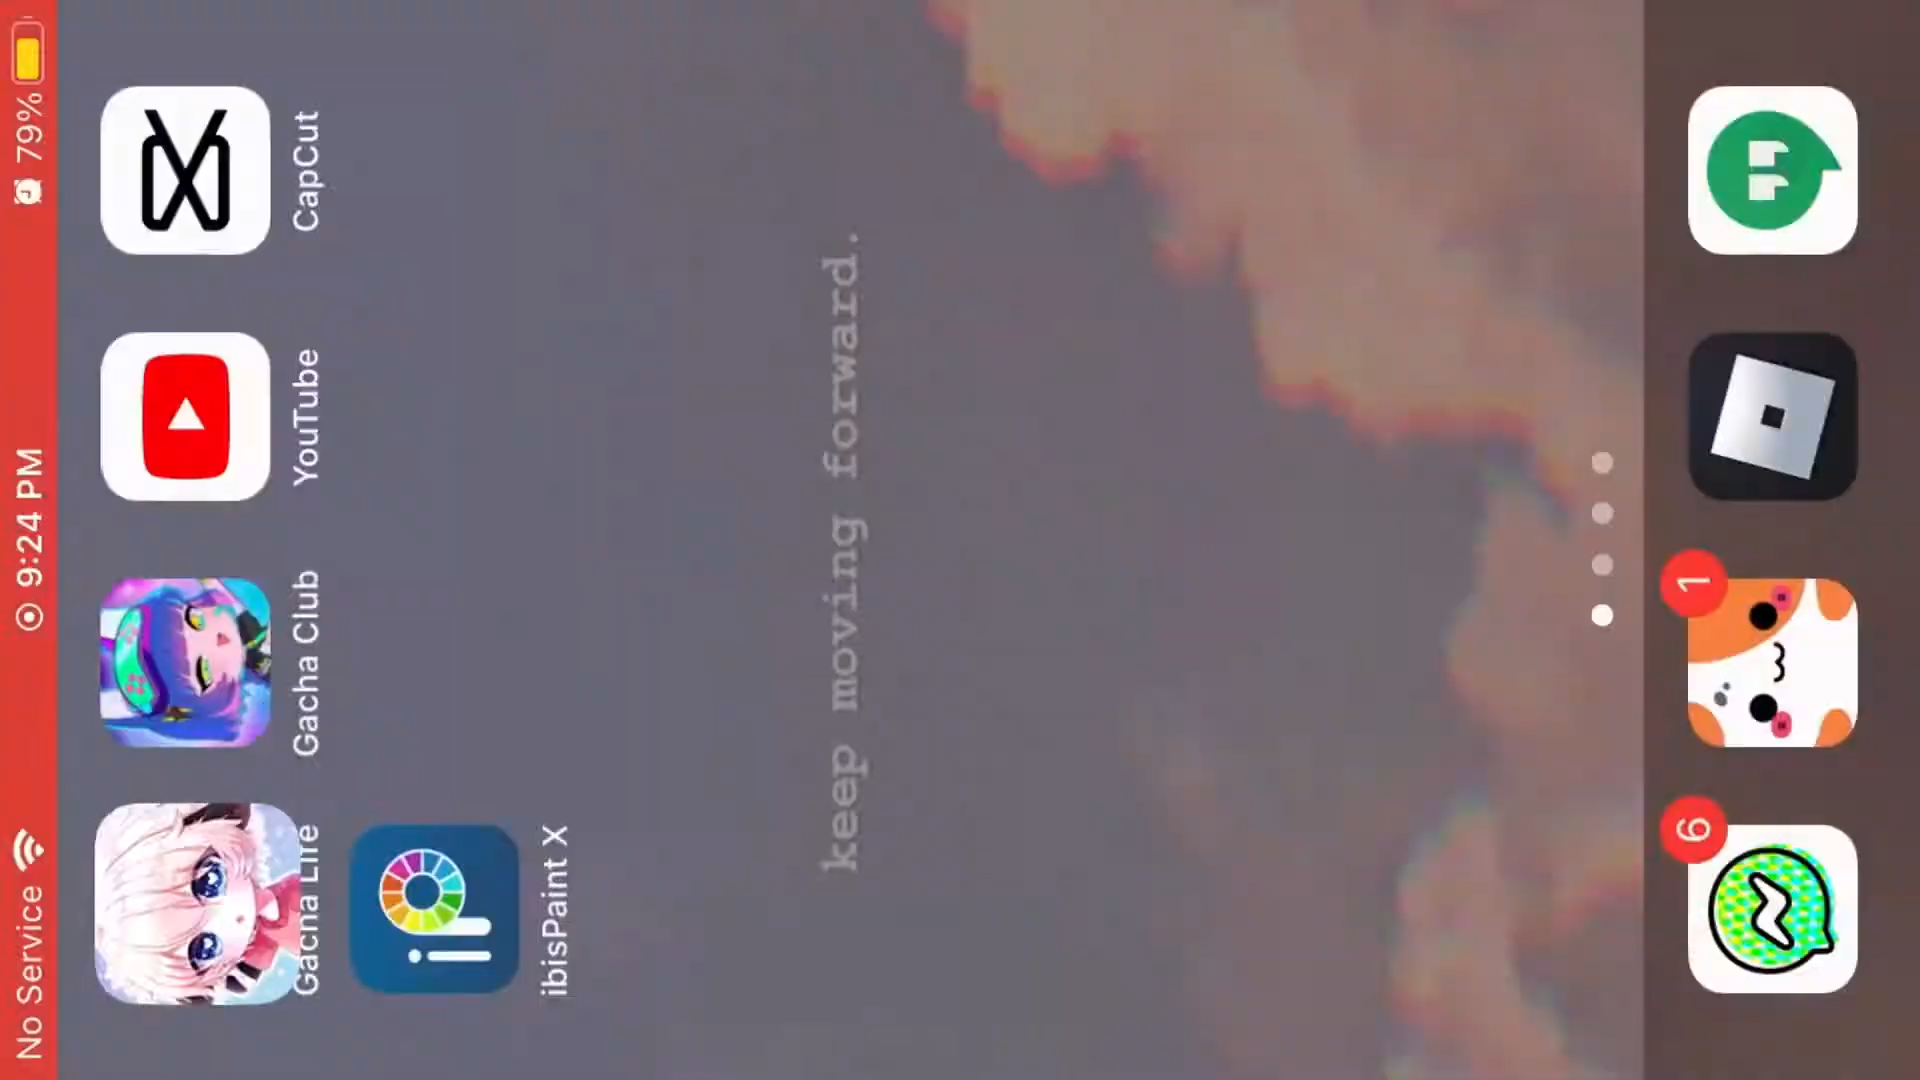 No Service 9:24 PM 79%
Gacha Life Gacha Club YouTube CapCut
ibisPaint X
keep moving forward.
6 1